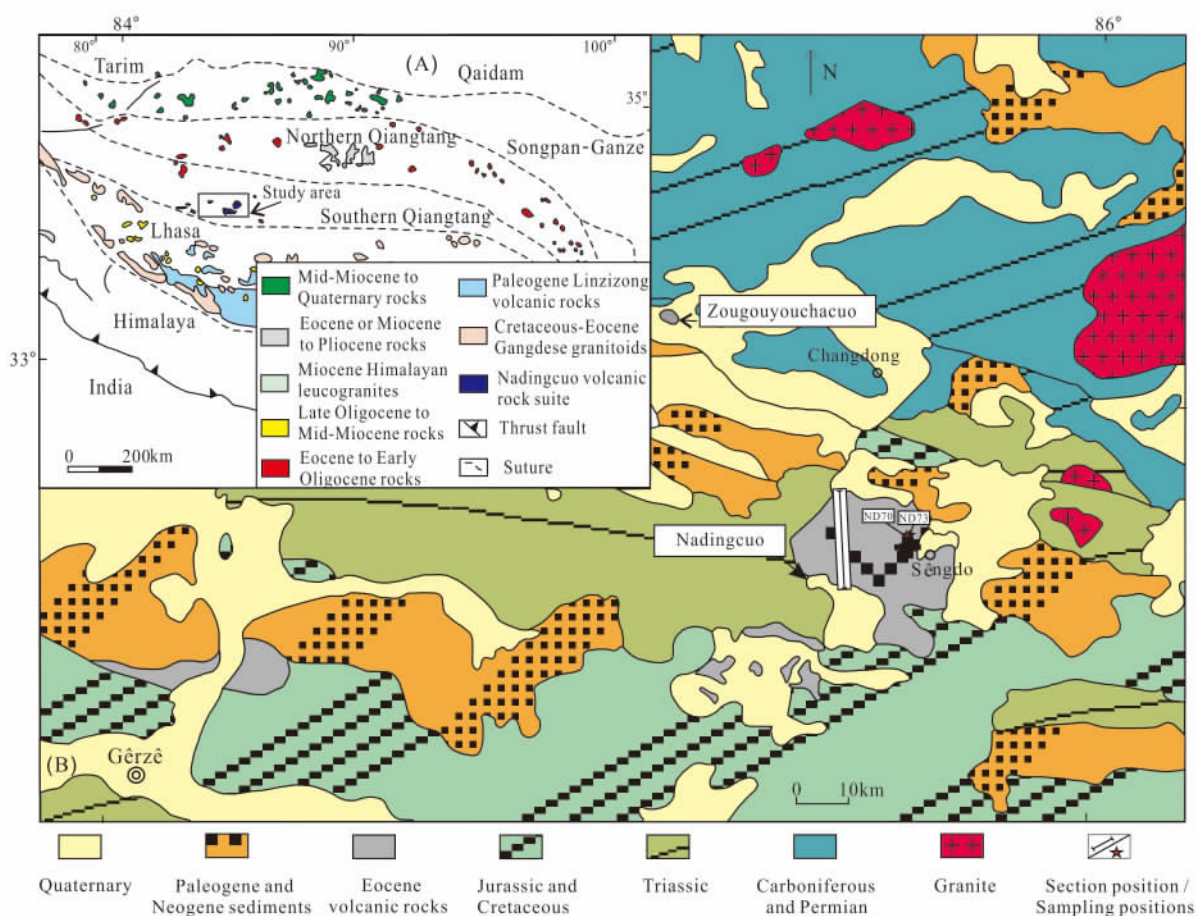 84°
86°
80°
90°
100°
Tarim
(A)
Qaidam
N
35°
Northern Qiangtang
Songpan-Ganze
Study area
Southern Qiangtang
Lhasa
Himalaya
India
33°
0 200km
Mid-Miocene to
Quaternary rocks
Eocene or Miocene
to Pliocene rocks
Miocene Himalayan
leucogranites
Late Oligocene to
Mid-Miocene rocks
Eocene to Early
Oligocene rocks
Paleogene Linzizong
volcanic rocks
Cretaceous-Eocene
Gangdese granitoids
Nadingcuo volcanic
rock suite
Thrust fault
Suture
Zougouyouchacuo
Changdong
ND70
ND73
Nadingcuo
Sêngdo
Gêrzê
(B)
0 10km
Quaternary
Paleogene and
Neogene sediments
Eocene
volcanic rocks
Jurassic and
Cretaceous
Triassic
Carboniferous
and Permian
Granite
Section position /
Sampling positions